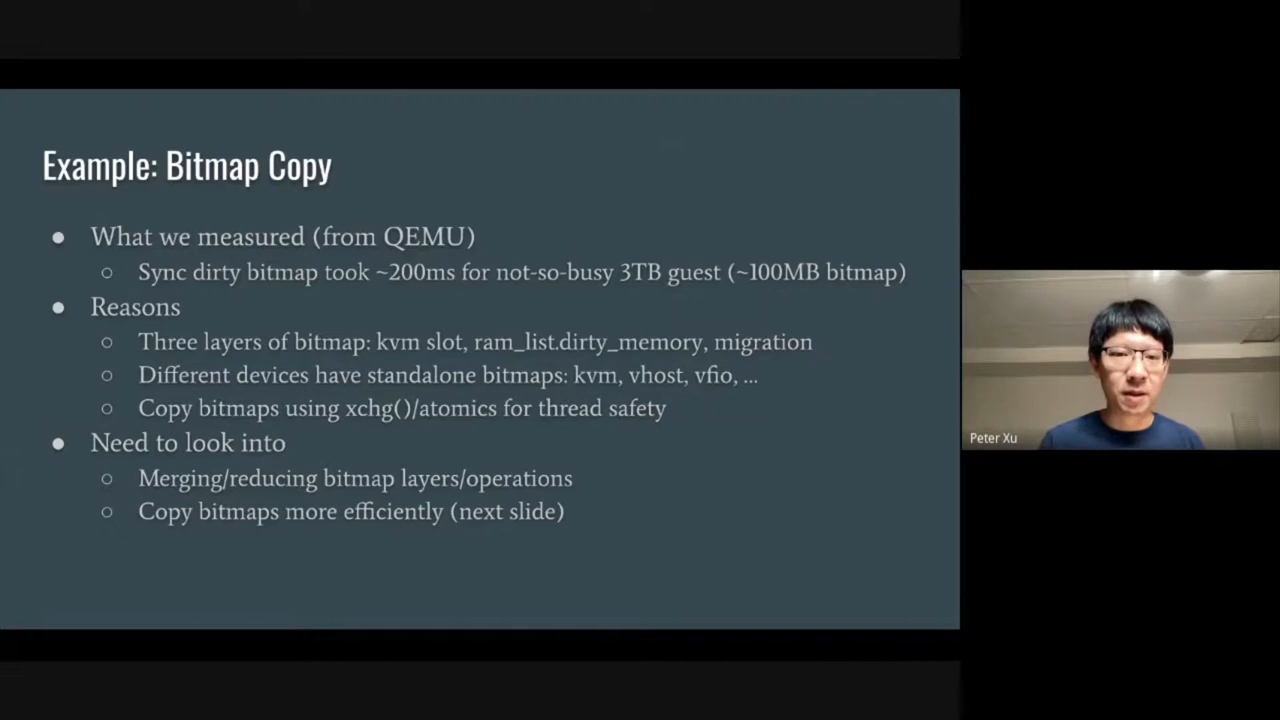 Example: Bitmap Copy
● What we measured (from QEMU)
○ Sync dirty bitmap took ~200ms for not-so-busy 3TB guest (~100MB bitmap)
● Reasons
○ Three layers of bitmap: kvm slot, ram_list.dirty_memory, migration
○ Different devices have standalone bitmaps: kvm, vhost, vfio, ...
○ Copy bitmaps using xchg()/atomics for thread safety
● Need to look into
○ Merging/reducing bitmap layers/operations
○ Copy bitmaps more efficiently (next slide)
Peter Xu